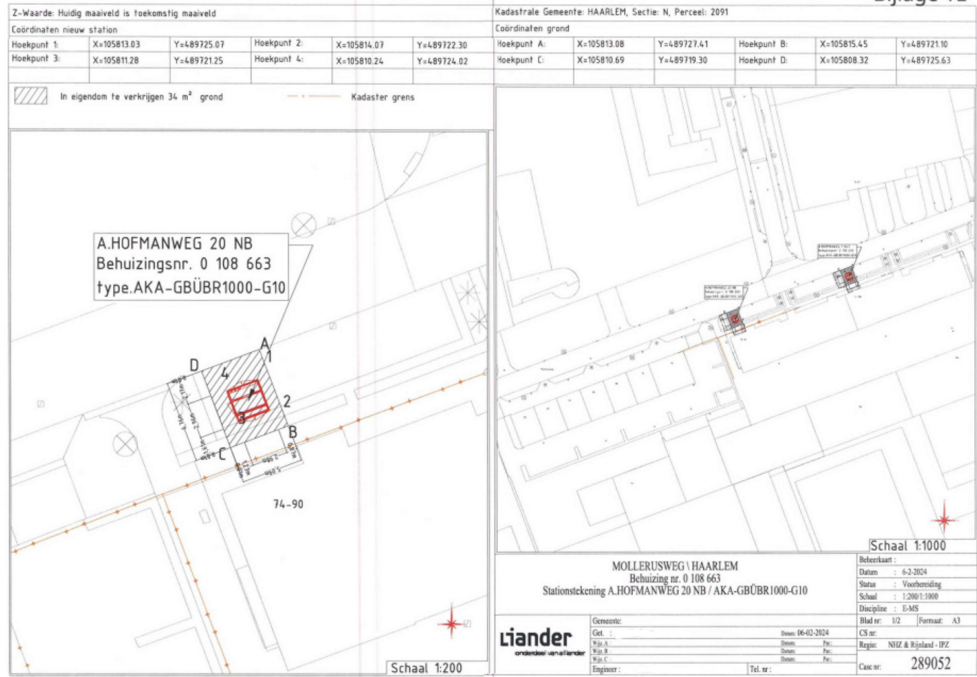 Z-Waarde: Huidig maaiveld is toekomstig maaiveld
Coördinaten nieuw station
Hoekpunt 1: X=105813.03 Y=489725.07 Hoekpunt 2: X=105814.07 Y=489722.30
Hoekpunt 3: X=105811.28 Y=489721.25 Hoekpunt 4: X=105810.24 Y=489724.02
In eigendom te verkrijgen 34 m² grond
Kadaster grens
Kadastrale Gemeente: HAARLEM, Sectie: N, Perceel: 2091
Coördinaten grond
Hoekpunt A: X=105813.08 Y=489727.41 Hoekpunt B: X=105815.45 Y=489721.10
Hoekpunt C: X=105810.69 Y=489719.30 Hoekpunt D: X=105808.32 Y=489725.63
A.HOFMANWEG 20 NB
Behuizingsnr. 0 108 663
type.AKA-GBÜBR1000-G10
A
1
D
4
2
3
B
C
74-90
Schaal 1:200
Schaal 1:1000
MOLLERUSWEG \ HAARLEM
Behuizing nr. 0 108 663
Stationstekening A.HOFMANWEG 20 NB / AKA-GBÜBR1000-G10
Liander
onderdeel van alliander
Gemeente:
Get. : Datum: 06-02-2024
Wijz. A : Datum: Par.:
Wijz. B : Datum: Par.:
Wijz. C : Datum: Par.:
Engineer : Tel. nr :
Beheerkaart :
Datum : 6-2-2024
Status : Voorbereiding
Schaal : 1:200/1:1000
Discipline : E-MS
Blad nr: 1/2 Formaat: A3
CS nr:
Regio: NHZ & Rijnland - IPZ
Case nr: 289052